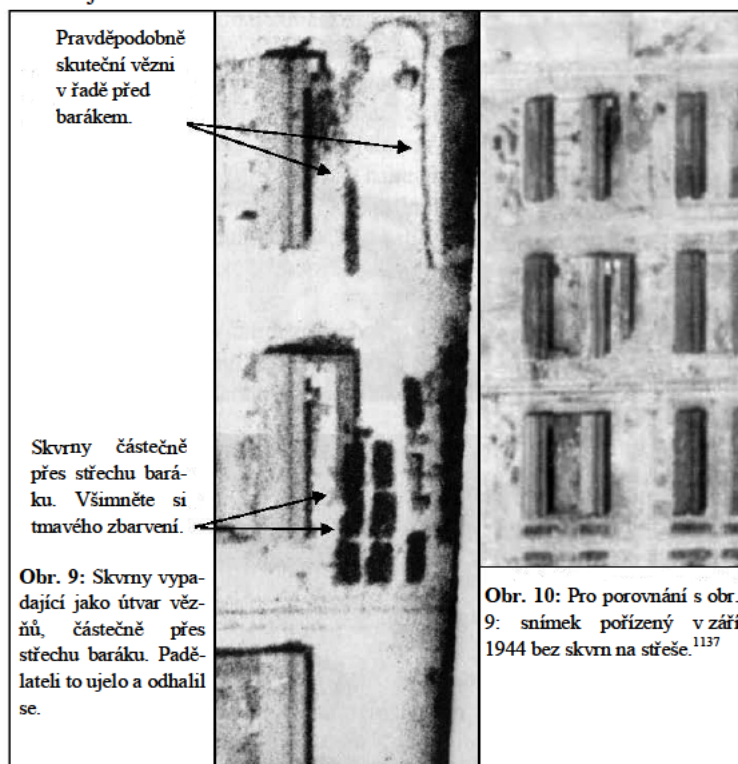 Pravděpodobně
skuteční vězni
v řadě před
barákem.
Skvrny částečně
přes střechu bará-
ku. Všimněte si
tmavého zbarvení.
Obr. 9: Skvrny vypa-
dající jako útvar věz-
ňů, částečně přes
střechu baráku. Padě-
lateli to ujelo a odhalil
se.
Obr. 10: Pro porovnání s obr.
9: snímek pořízený v září
1944 bez skvrn na střeše.1137